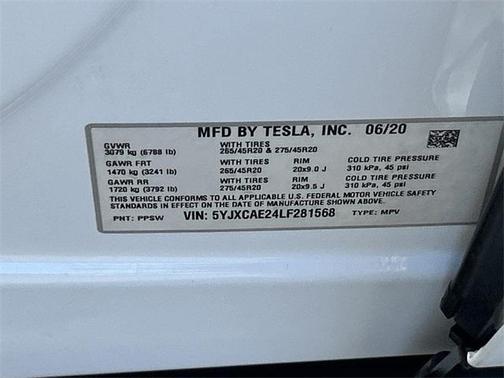 MFD BY TESLA, INC. 06/20
GVWR WITH TIRES
3079 kg (6788 lb) 265/45R20 & 275/45R20
GAWR FRT WITH TIRES RIM COLD TIRE PRESSURE
1470 kg (3241 lb) 265/45R20 20x9.0 J 310 kPa, 45 psi
GAWR RR WITH TIRES RIM COLD TIRE PRESSURE
1720 kg (3792 lb) 275/45R20 20x9.5 J 310 kPa, 45 psi
THIS VEHICLE CONFORMS TO ALL APPLICABLE U.S. FEDERAL MOTOR VEHICLE SAFETY
STANDARDS IN EFFECT ON THE DATE OF MANUFACTURE SHOWN ABOVE.
PNT: PPSW VIN: 5YJXCAE24LF281568 TYPE: MPV